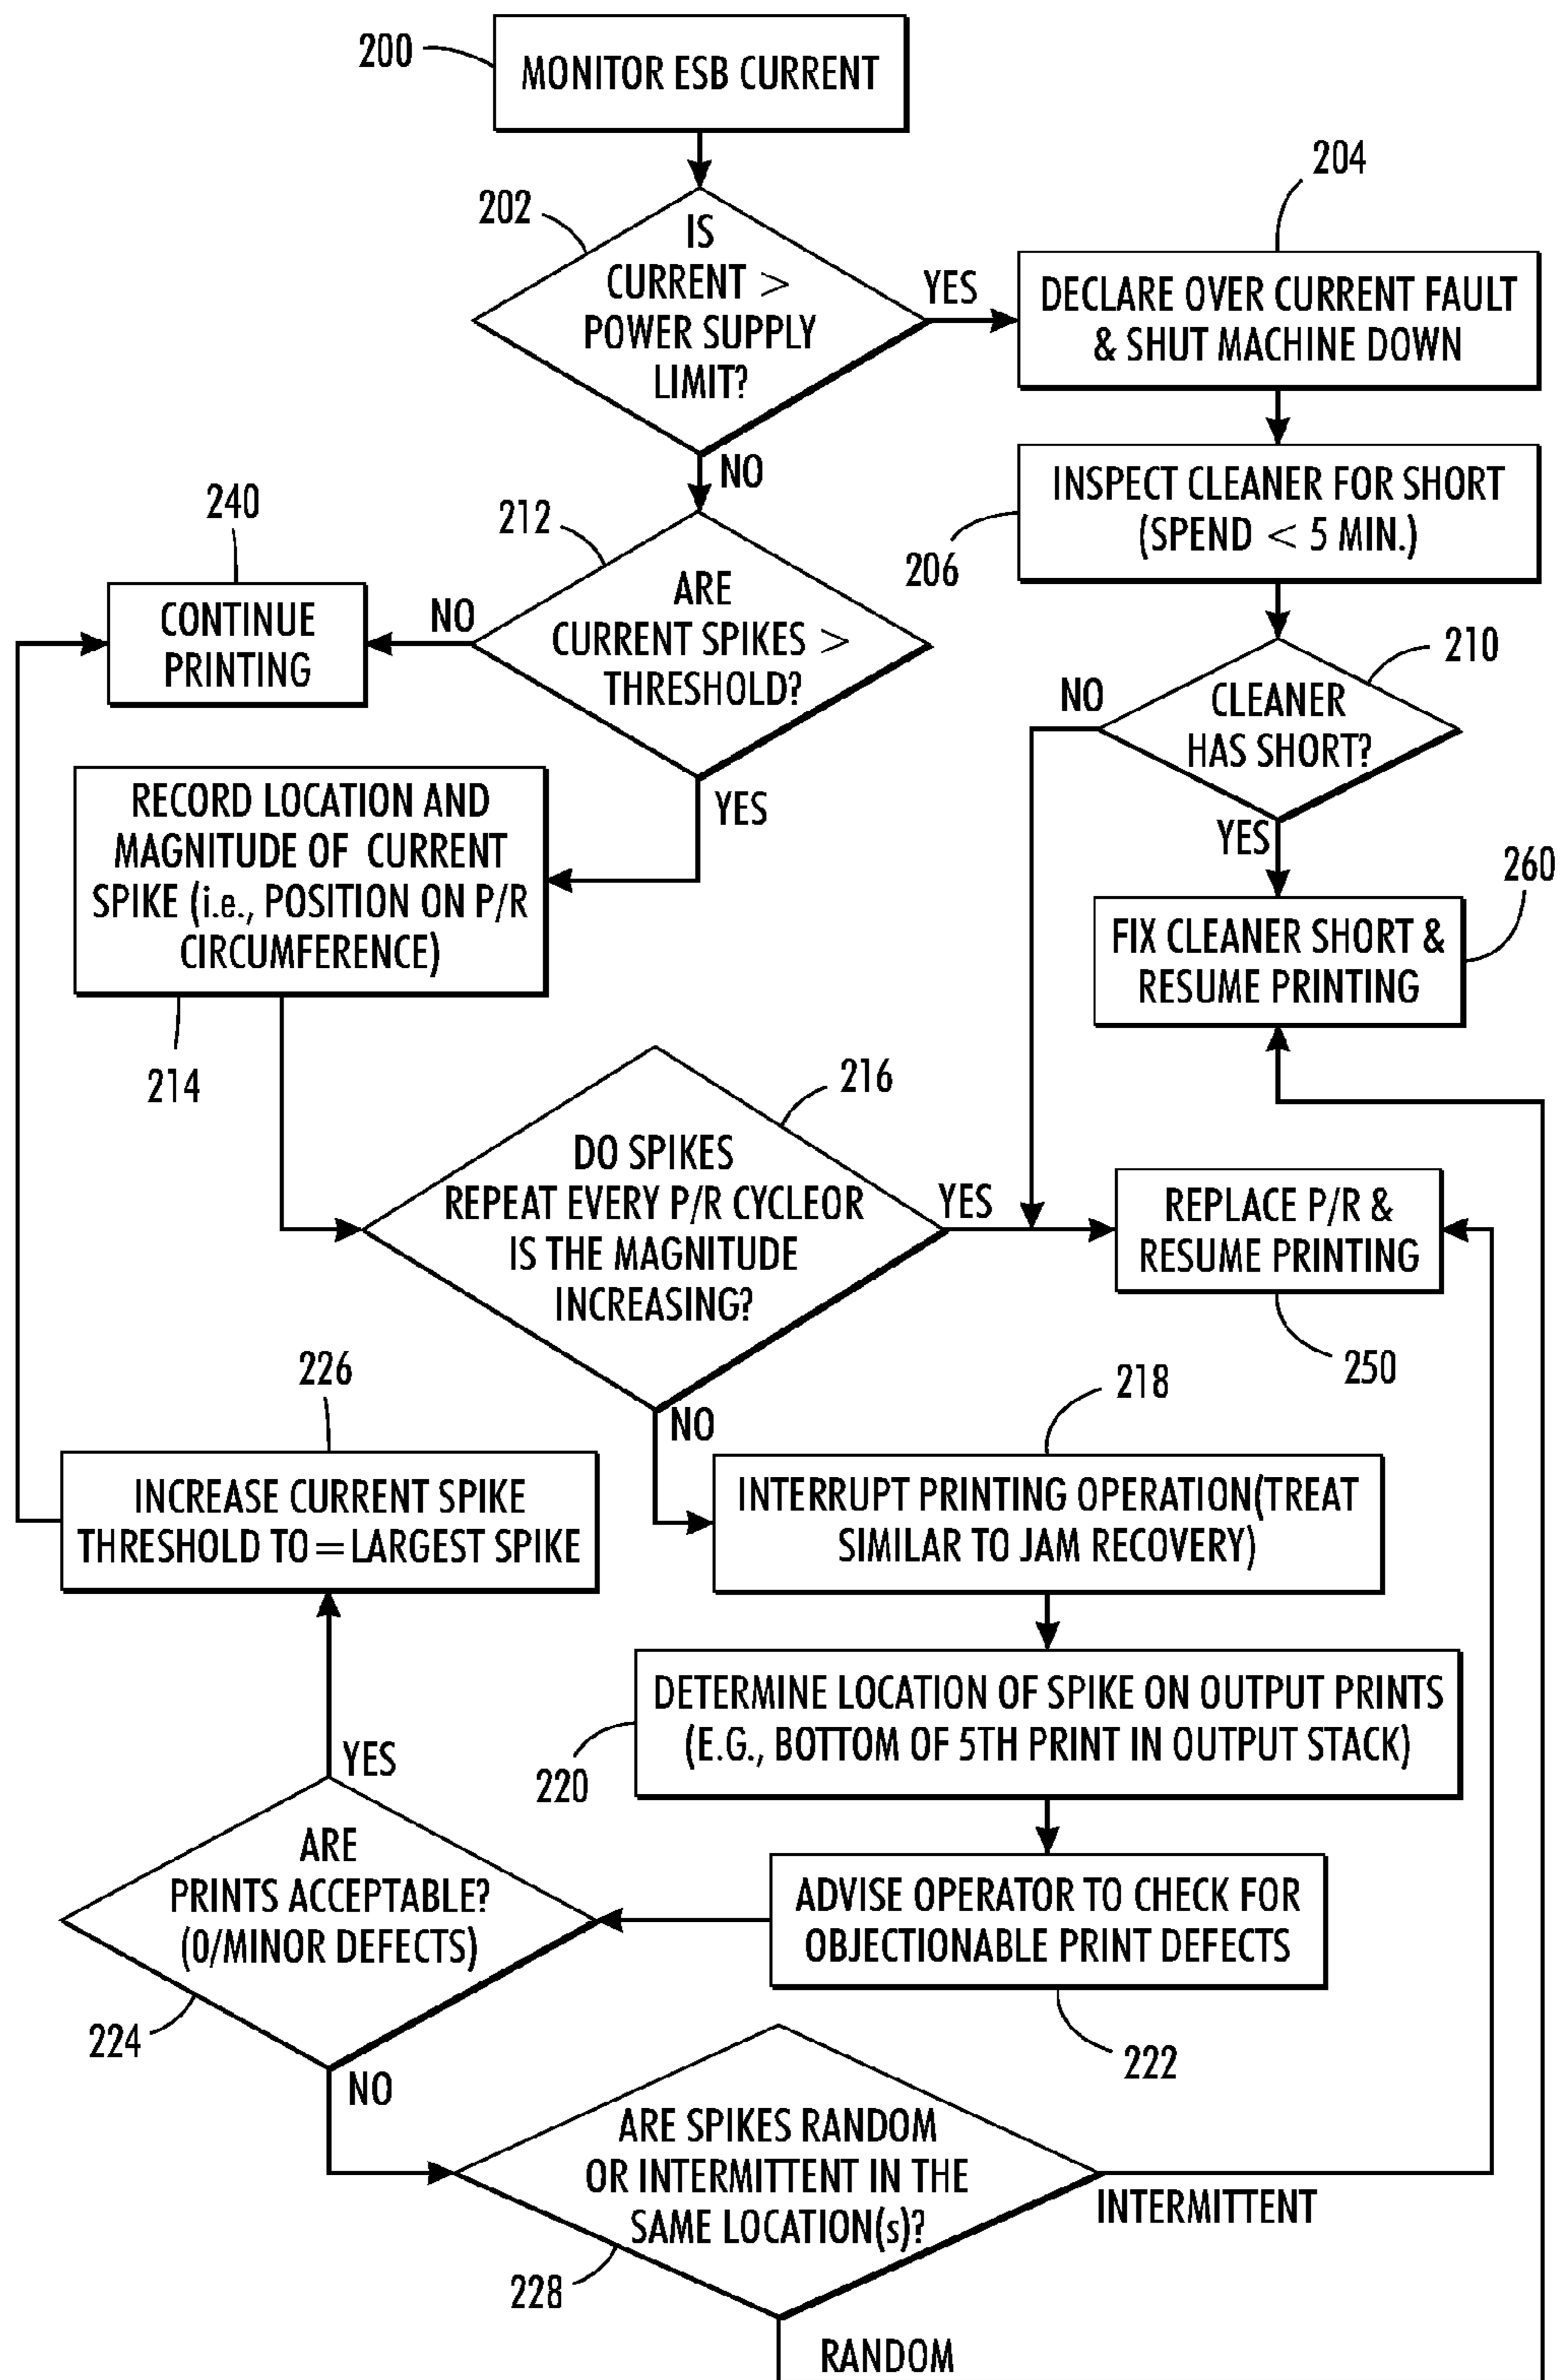 200
MONITOR ESB CURRENT
204
202
IS
CURRENT >
POWER SUPPLY
LIMIT?
YES
DECLARE OVER CURRENT FAULT
& SHUT MACHINE DOWN
NO
INSPECT CLEANER FOR SHORT
(SPEND < 5 MIN.)
206
240
212
CONTINUE
PRINTING
NO
ARE
CURRENT SPIKES >
THRESHOLD?
210
NO
CLEANER
HAS SHORT?
YES
RECORD LOCATION AND
MAGNITUDE OF CURRENT
SPIKE (i.e., POSITION ON P/R
CIRCUMFERENCE)
YES
260
FIX CLEANER SHORT &
RESUME PRINTING
214
216
DO SPIKES
REPEAT EVERY P/R CYCLEOR
IS THE MAGNITUDE
INCREASING?
YES
REPLACE P/R &
RESUME PRINTING
250
226
218
NO
INCREASE CURRENT SPIKE
THRESHOLD TO = LARGEST SPIKE
INTERRUPT PRINTING OPERATION(TREAT
SIMILAR TO JAM RECOVERY)
DETERMINE LOCATION OF SPIKE ON OUTPUT PRINTS
(E.G., BOTTOM OF 5TH PRINT IN OUTPUT STACK)
220
YES
ARE
PRINTS ACCEPTABLE?
(0/MINOR DEFECTS)
ADVISE OPERATOR TO CHECK FOR
OBJECTIONABLE PRINT DEFECTS
224
222
NO
ARE SPIKES RANDOM
OR INTERMITTENT IN THE
SAME LOCATION(s)?
INTERMITTENT
228
RANDOM